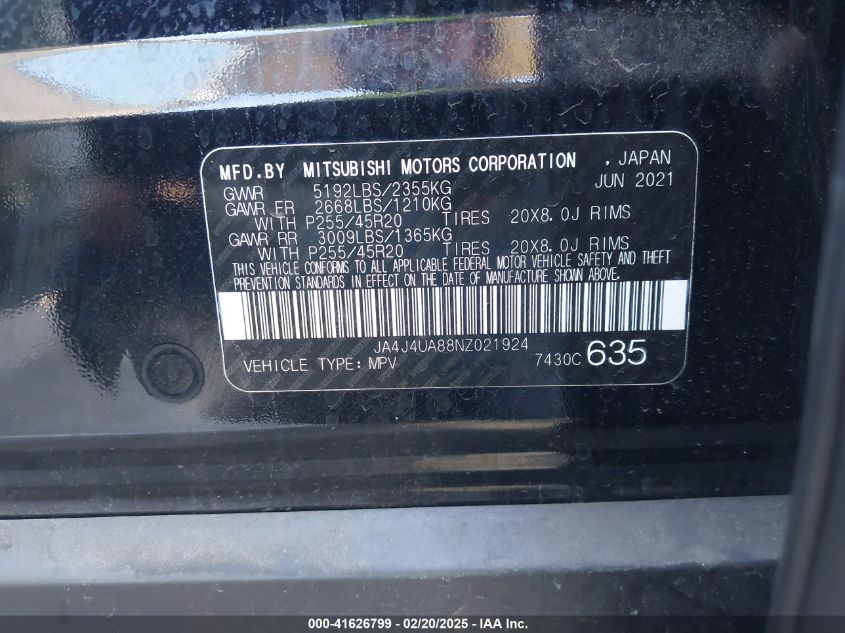 MFD.BY MITSUBISHI MOTORS CORPORATION , JAPAN
GVWR 5192LBS/2355KG JUN 2021
GAWR FR 2668LBS/1210KG
WITH P255/45R20 TIRES 20X8.0J RIMS
GAWR RR 3009LBS/1365KG
WITH P255/45R20 TIRES 20X8.0J RIMS
THIS VEHICLE CONFORMS TO ALL APPLICABLE FEDERAL MOTOR VEHICLE SAFETY AND THEFT
PREVENTION STANDARDS IN EFFECT ON THE DATE OF MANUFACTURE SHOWN ABOVE.
JA4J4UA88NZ021924
VEHICLE TYPE: MPV 7430C 635
000-41626799 - 02/20/2025 - IAA Inc.